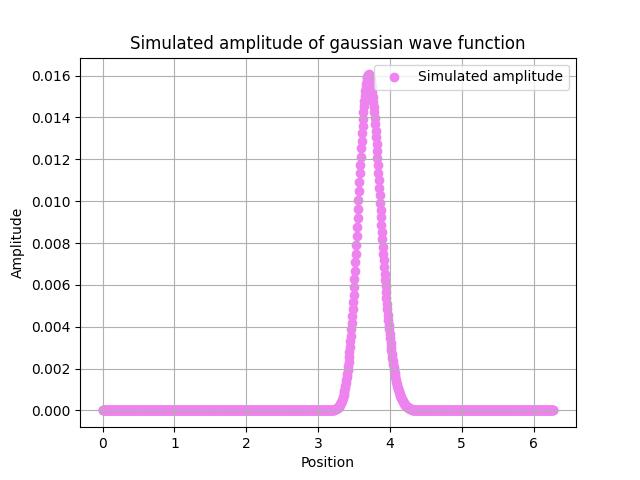 Simulated amplitude of gaussian wave function
Simulated amplitude
0.016
0.014
0.012
0.010
0.008
0.006
0.004
0.002
0.000
Amplitude
0 1 2 3 4 5 6
Position